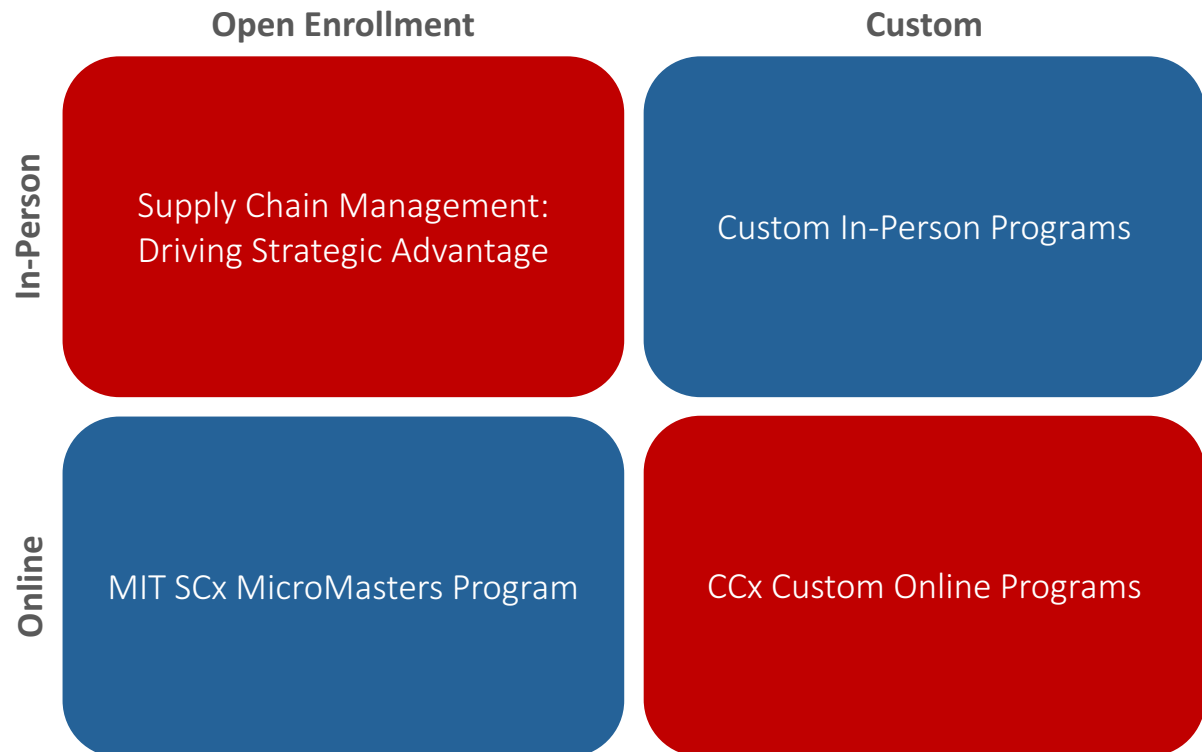 Open Enrollment
Custom
In-Person
Supply Chain Management:
Driving Strategic Advantage
Custom In-Person Programs
Online
MIT SCx MicroMasters Program
CCx Custom Online Programs